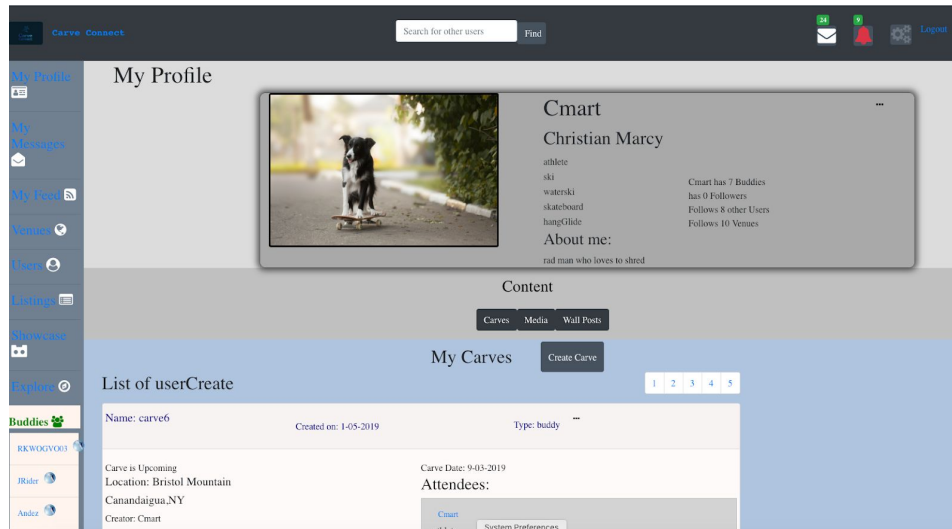 Carve Connect
Search for other users
Find
24
9
Logout
My Profile
My Messages
My Feed
Venues
Users
Listings
Showcase
Explore
Buddies
RKWOGVO03
JRider
Andez
My Profile
Cmart
...
Christian Marcy
athlete
ski
waterski
skateboard
hangGlide
Cmart has 7 Buddies
has 0 Followers
Follows 8 other Users
Follows 10 Venues
About me:
rad man who loves to shred
Content
Carves Media Wall Posts
My Carves
Create Carve
List of userCreate
1 2 3 4 5
Name: carve6
Created on: 1-05-2019
Type: buddy
...
Carve is Upcoming
Location: Bristol Mountain
Canandaigua,NY
Creator: Cmart
Carve Date: 9-03-2019
Attendees:
Cmart
System Preferences